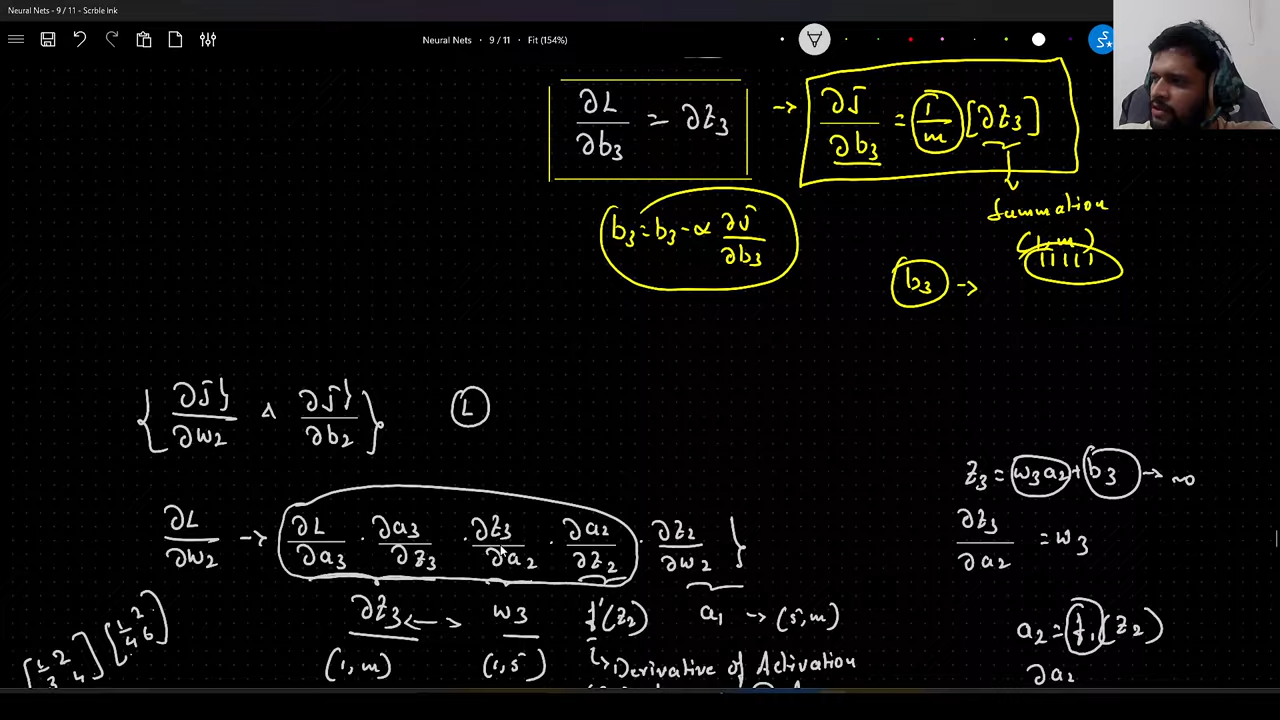 Neural Nets - 9 / 11 - Scrble Ink
Neural Nets · 9 / 11 · Fit (154%)
∂L/∂b3 = ∂Z3 → ∂J/∂b3 = 1/m [∂Z3]
Summation
(1, m)
b3 = b3 - α ∂J/∂b3
b3 →
{ ∂J/∂w2 ∂J/∂b2 } L
Z3 = w3a2 + b3 →
∂L/∂w2 → ∂L/∂a3 · ∂a3/∂Z3 · ∂Z3/∂a2 · ∂a2/∂Z2 · ∂Z2/∂w2 }
∂Z3/∂a2 = w3
∂Z3 ← → w3 f'(Z2) a1 → (5, m)
a2 = f1(Z2)
(1, m) (1, 5) Derivative of Activation
∂a2